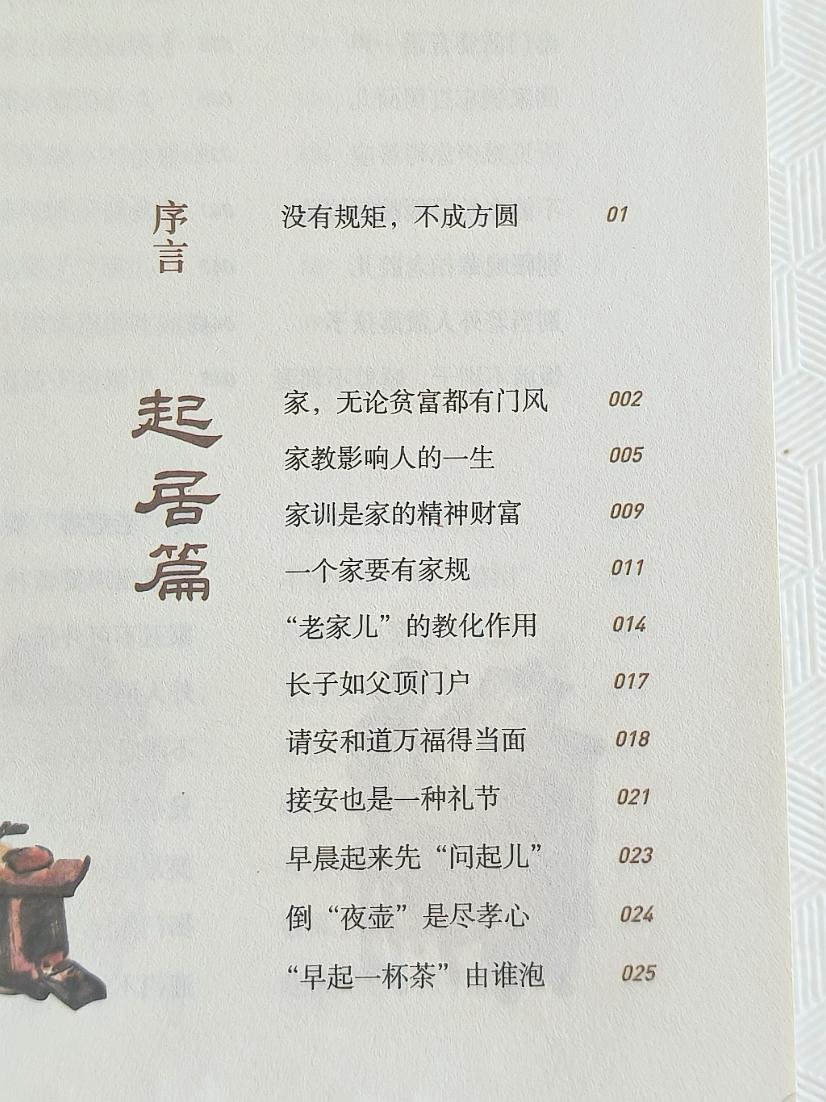 序言
没有规矩，不成方圆 01
起居篇
家，无论贫富都有门风 002
家教影响人的一生 005
家训是家的精神财富 009
一个家要有家规 011
“老家儿”的教化作用 014
长子如父顶门户 017
请安和道万福得当面 018
接安也是一种礼节 021
早晨起来先“问起儿” 023
倒“夜壶”是尽孝心 024
“早起一杯茶”由谁泡 025